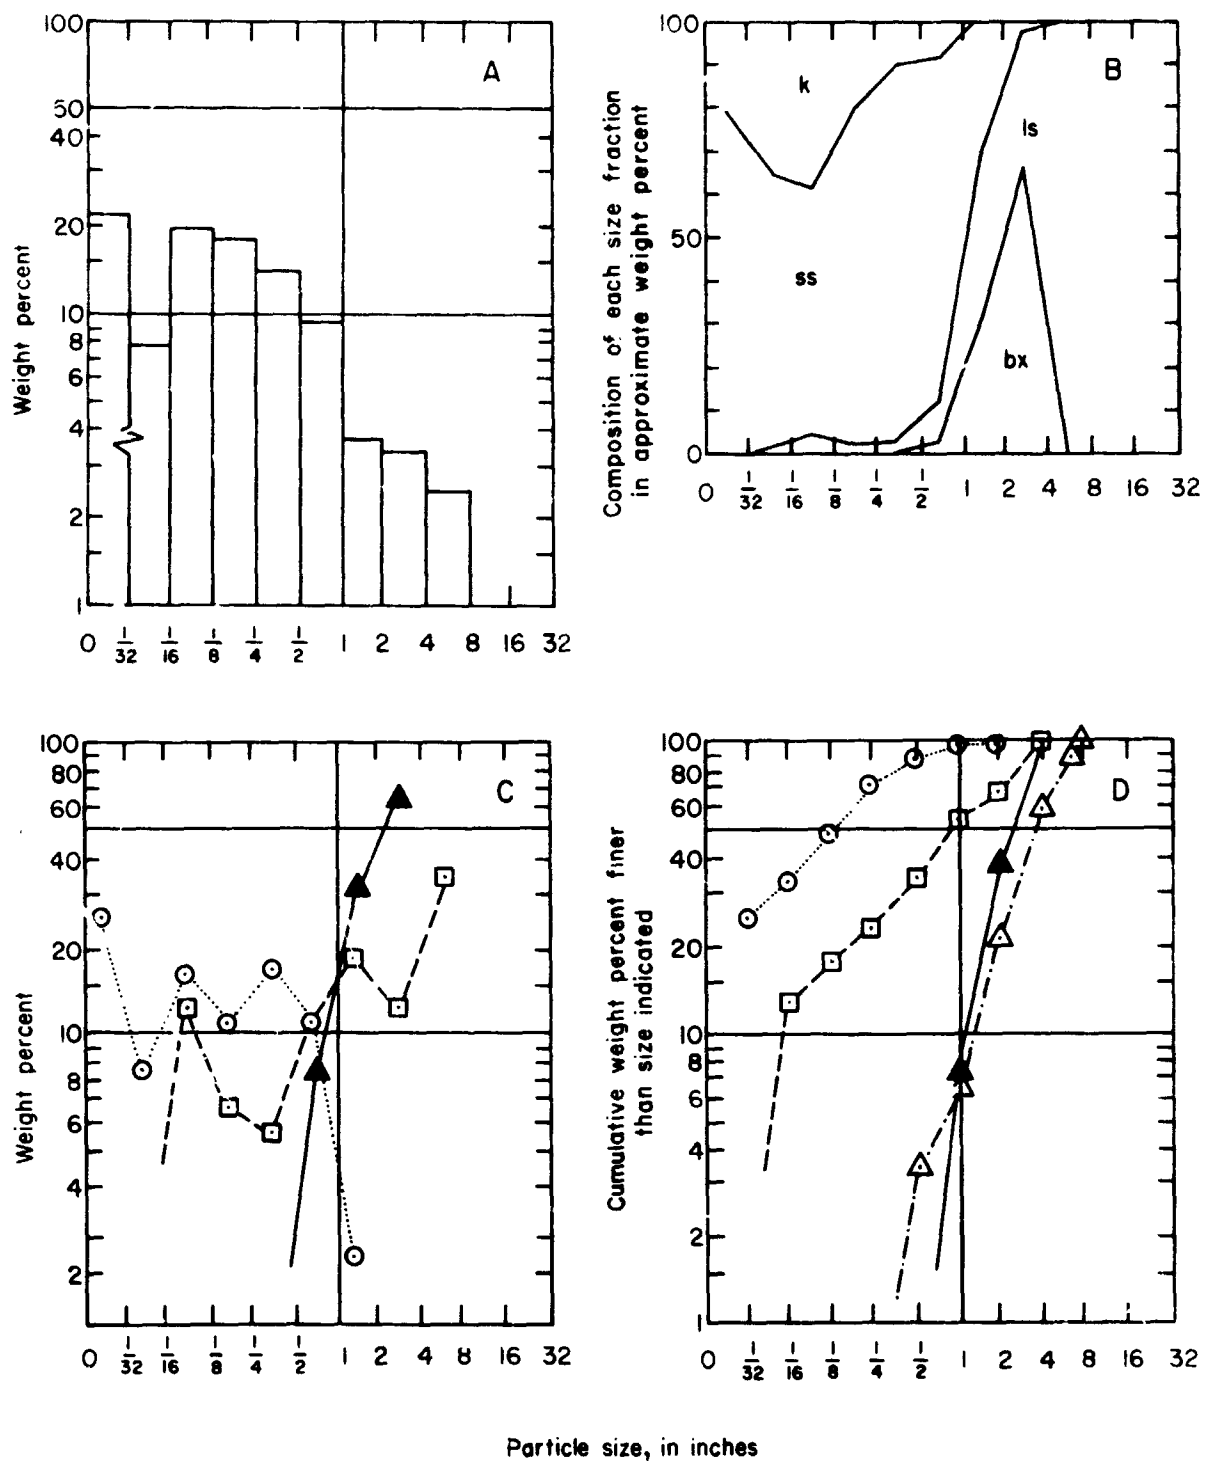 A
Weight percent
100
50
40
20
10
8
6
4
2
1
0 1/32 1/16 1/8 1/4 1/2 1 2 4 8 16 32
B
Composition of each size fraction
in approximate weight percent
100
50
0
k
ls
ss
bx
0 1/32 1/16 1/8 1/4 1/2 1 2 4 8 16 32
C
Weight percent
100
80
60
40
20
10
8
6
4
2
0 1/32 1/16 1/8 1/4 1/2 1 2 4 8 16 32
D
Cumulative weight percent finer
than size indicated
100
80
60
40
20
10
8
6
4
2
1
0 1/32 1/16 1/8 1/4 1/2 1 2 4 8 16 32
Particle size, in inches